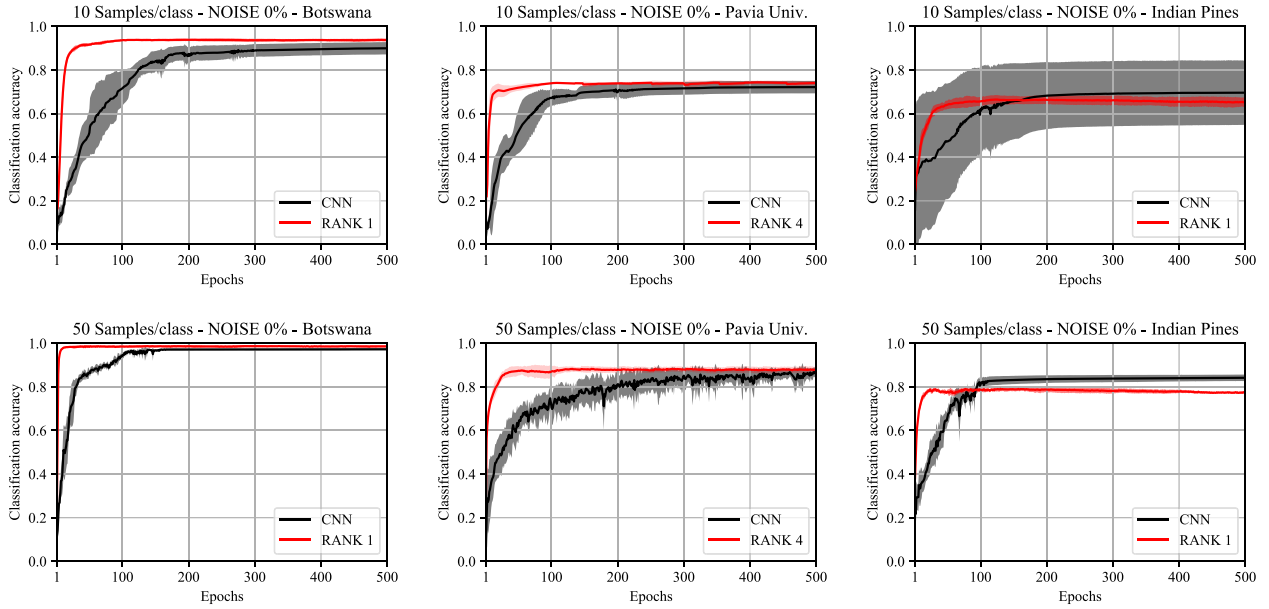 10 Samples/class - NOISE 0% - Botswana
Classification accuracy
1.0
0.8
0.6
0.4
0.2
0.0
CNN
RANK 1
1 100 200 300 400 500
Epochs
10 Samples/class - NOISE 0% - Pavia Univ.
Classification accuracy
1.0
0.8
0.6
0.4
0.2
0.0
CNN
RANK 4
1 100 200 300 400 500
Epochs
10 Samples/class - NOISE 0% - Indian Pines
Classification accuracy
1.0
0.8
0.6
0.4
0.2
0.0
CNN
RANK 1
1 100 200 300 400 500
Epochs
50 Samples/class - NOISE 0% - Botswana
Classification accuracy
1.0
0.8
0.6
0.4
0.2
0.0
CNN
RANK 1
1 100 200 300 400 500
Epochs
50 Samples/class - NOISE 0% - Pavia Univ.
Classification accuracy
1.0
0.8
0.6
0.4
0.2
0.0
CNN
RANK 4
1 100 200 300 400 500
Epochs
50 Samples/class - NOISE 0% - Indian Pines
Classification accuracy
1.0
0.8
0.6
0.4
0.2
0.0
CNN
RANK 1
1 100 200 300 400 500
Epochs